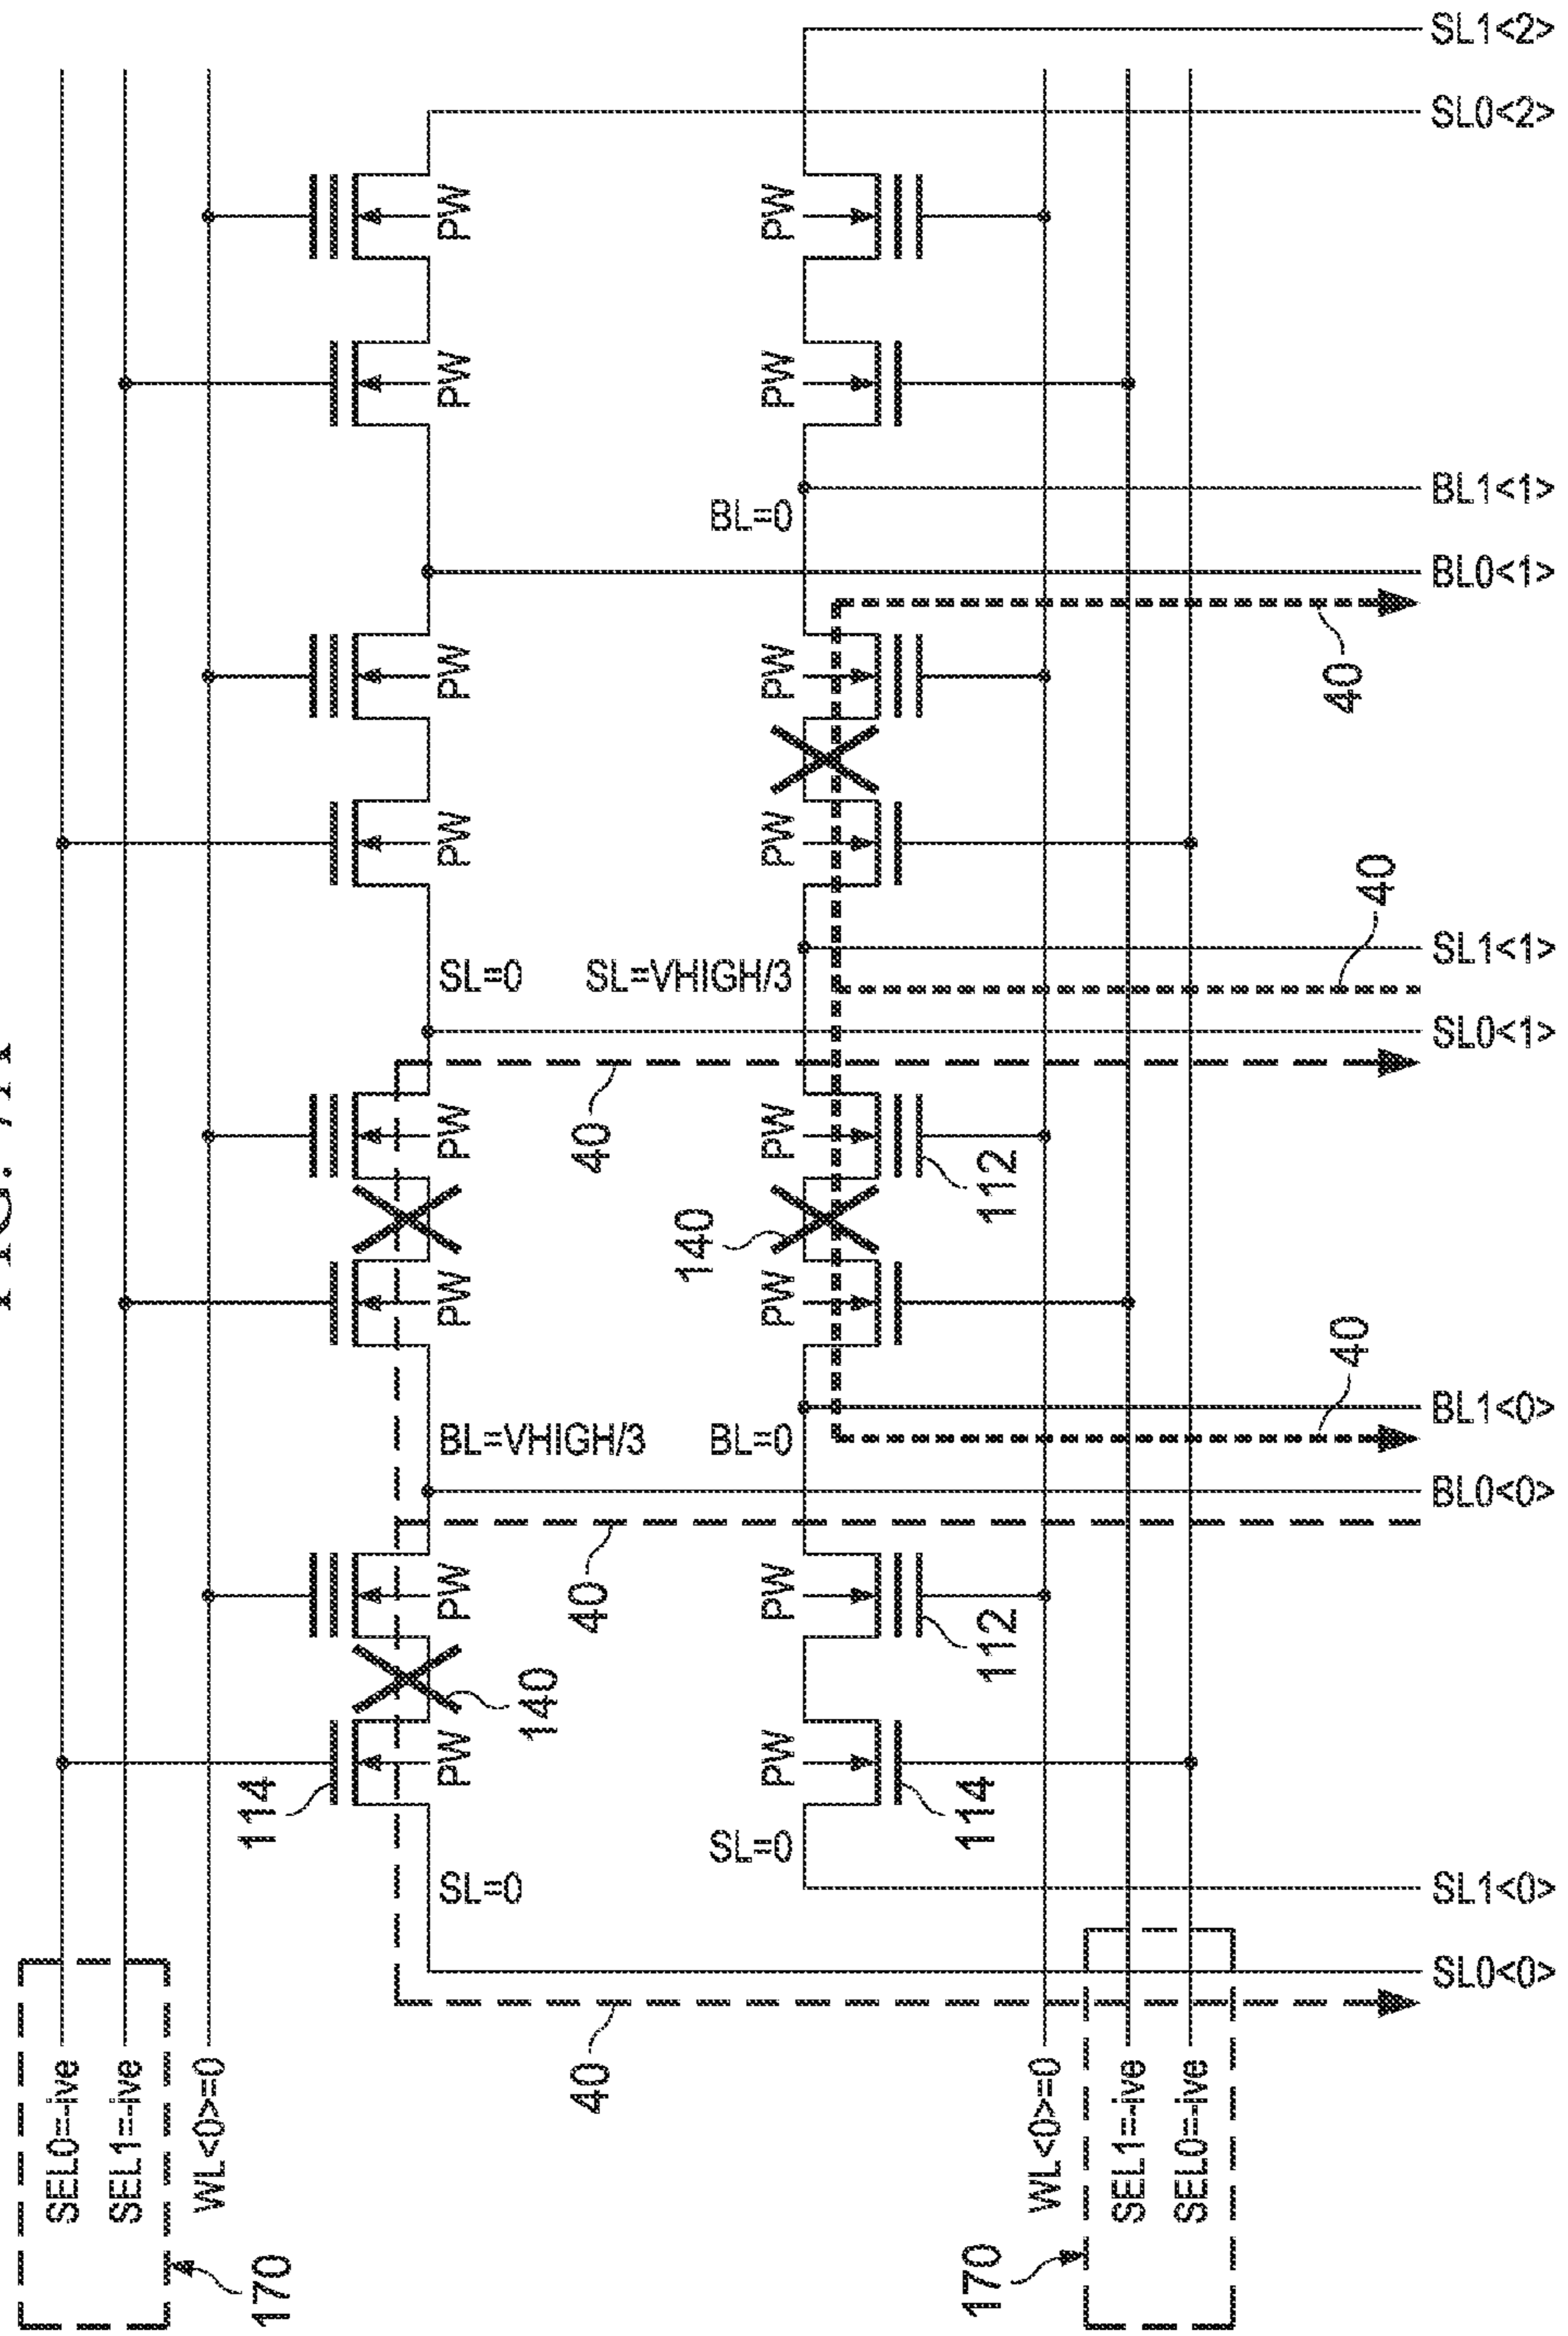 SL1<2>
SL0<2>
PW
PW
PW
PW
BL=0
BL1<1>
BL0<1>
PW
PW
40
PW
PW
40
SL=0
SL=VHIGH/3
SL1<1>
SL0<1>
PW
40
PW
112
140
PW
PW
40
BL=VHIGH/3
BL=0
BL1<0>
BL0<0>
PW
40
PW
112
140
114
PW
PW
114
SL=0
SL=0
SL1<0>
SL0<0>
40
SEL0=-ive
SEL1=-ive
WL<0>=0
WL<0>=0
SEL1=-ive
SEL0=-ive
170
170